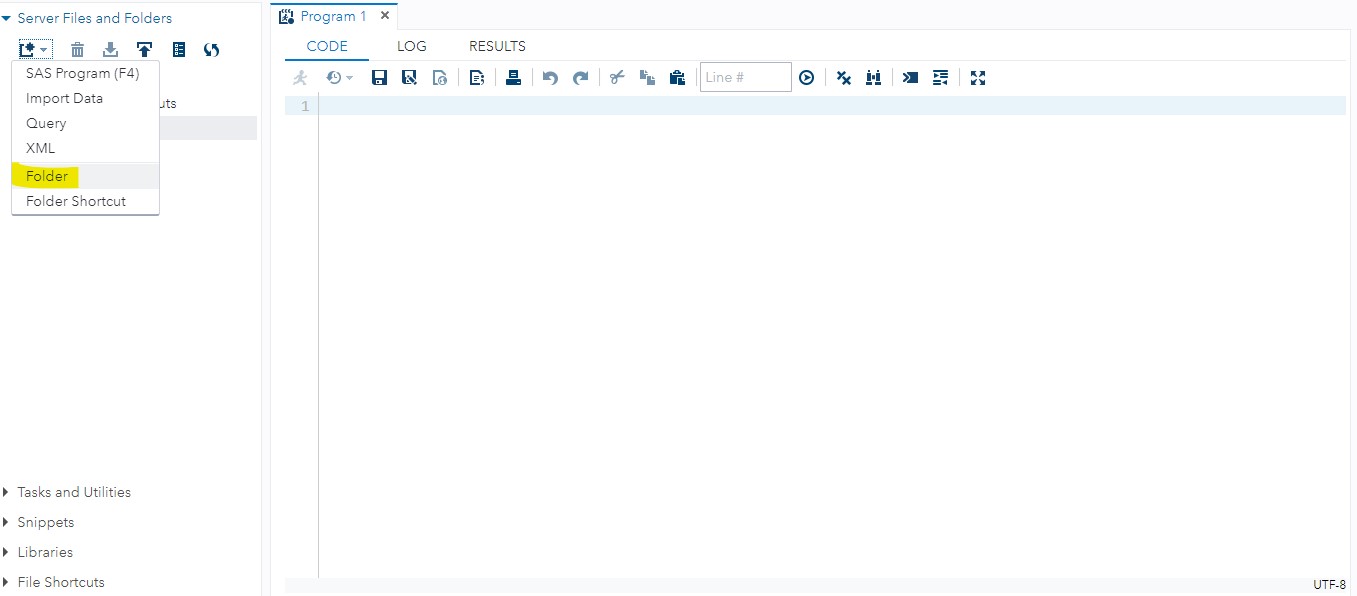 Server Files and Folders
SAS Program (F4)
Import Data
Query
XML
Folder
Folder Shortcut
Tasks and Utilities
Snippets
Libraries
File Shortcuts
Program 1
CODE LOG RESULTS
Line #
1
UTF-8